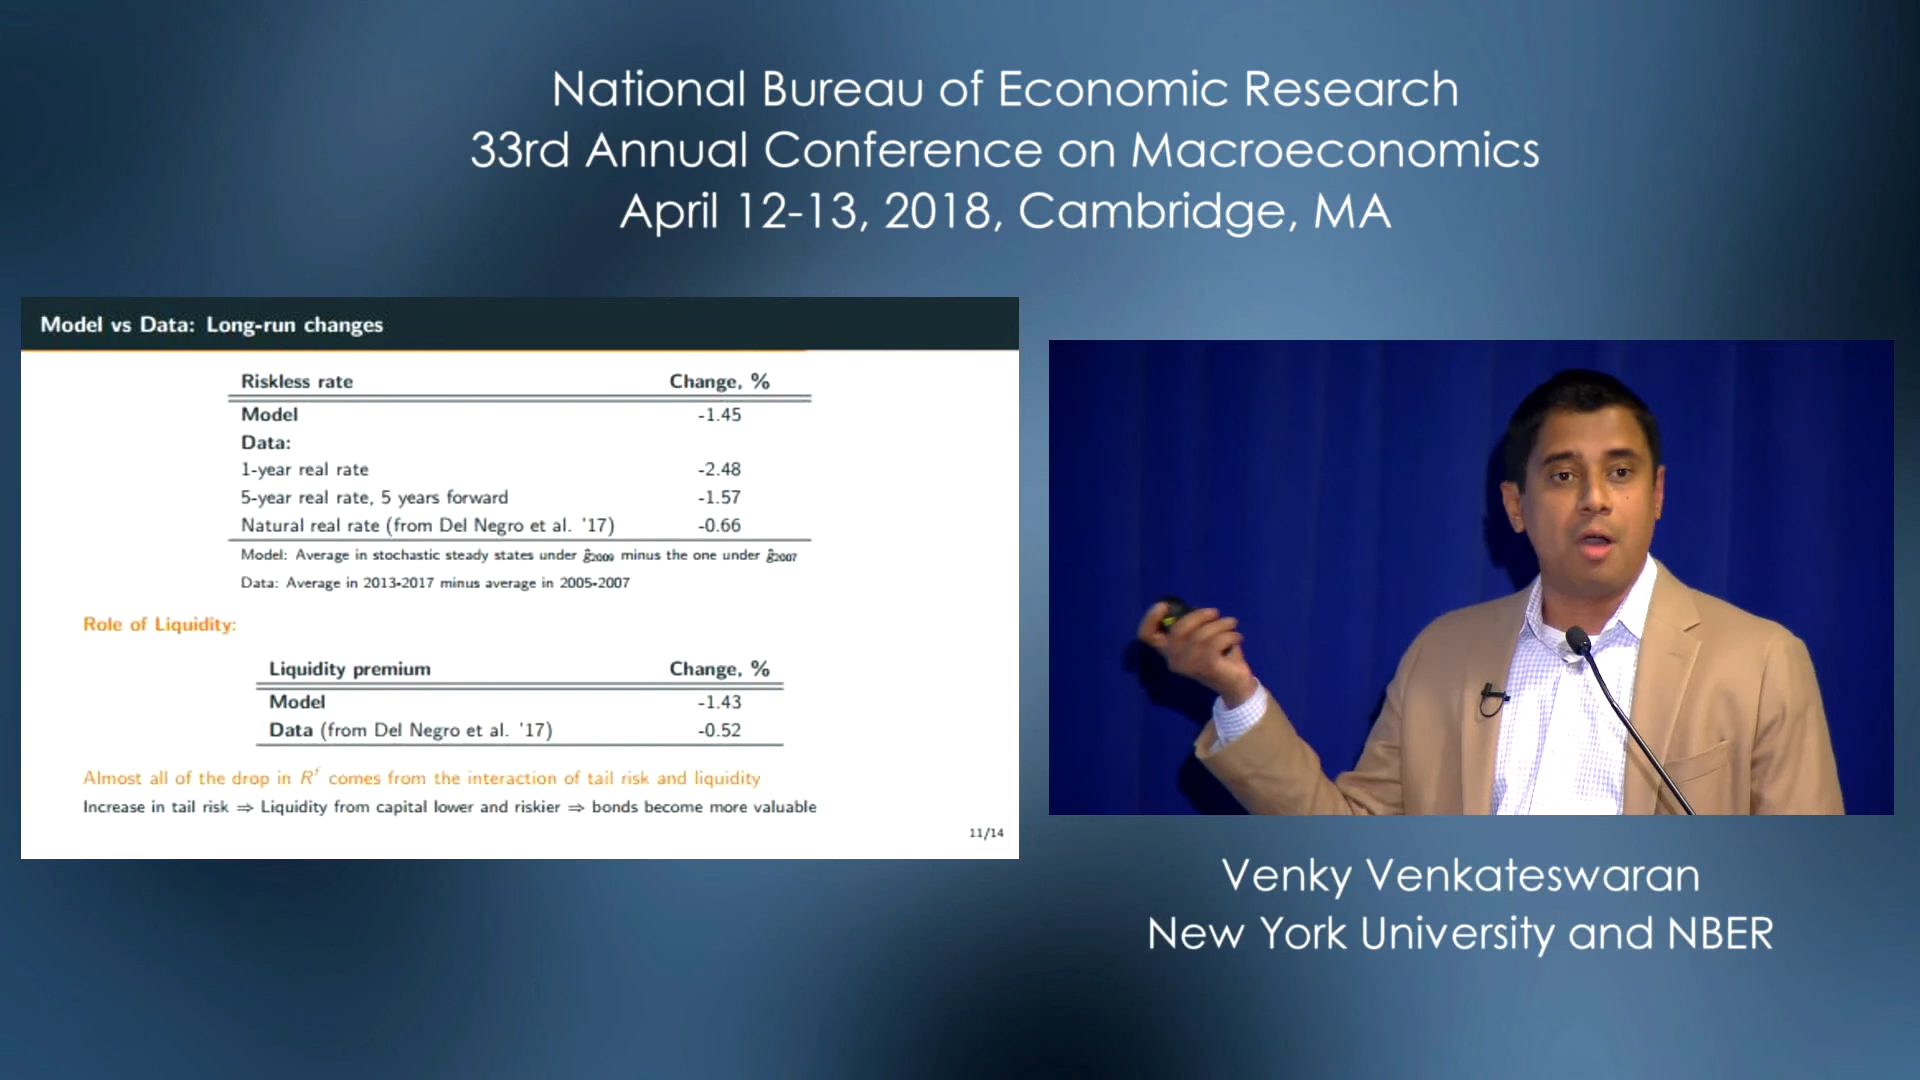 National Bureau of Economic Research
33rd Annual Conference on Macroeconomics
April 12-13, 2018, Cambridge, MA
Model vs Data: Long-run changes
Riskless rate Change, %
Model -1.45
Data:
1-year real rate -2.48
5-year real rate, 5 years forward -1.57
Natural real rate (from Del Negro et al. '17) -0.66
Model: Average in stochastic steady states under ĝ2009 minus the one under ĝ2007
Data: Average in 2013-2017 minus average in 2005-2007
Role of Liquidity:
Liquidity premium Change, %
Model -1.43
Data (from Del Negro et al. '17) -0.52
Almost all of the drop in Rᶠ comes from the interaction of tail risk and liquidity
Increase in tail risk ⇒ Liquidity from capital lower and riskier ⇒ bonds become more valuable
11/14
Venky Venkateswaran
New York University and NBER